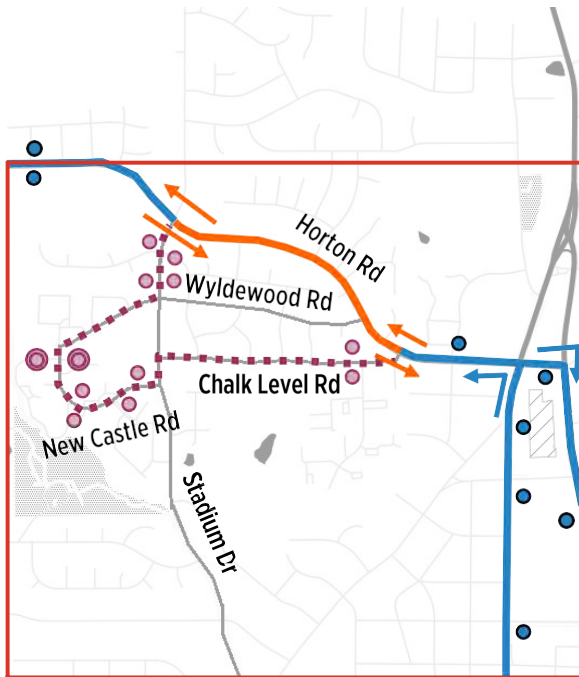 Horton Rd
Wyldewood Rd
Chalk Level Rd
New Castle Rd
Stadium Dr